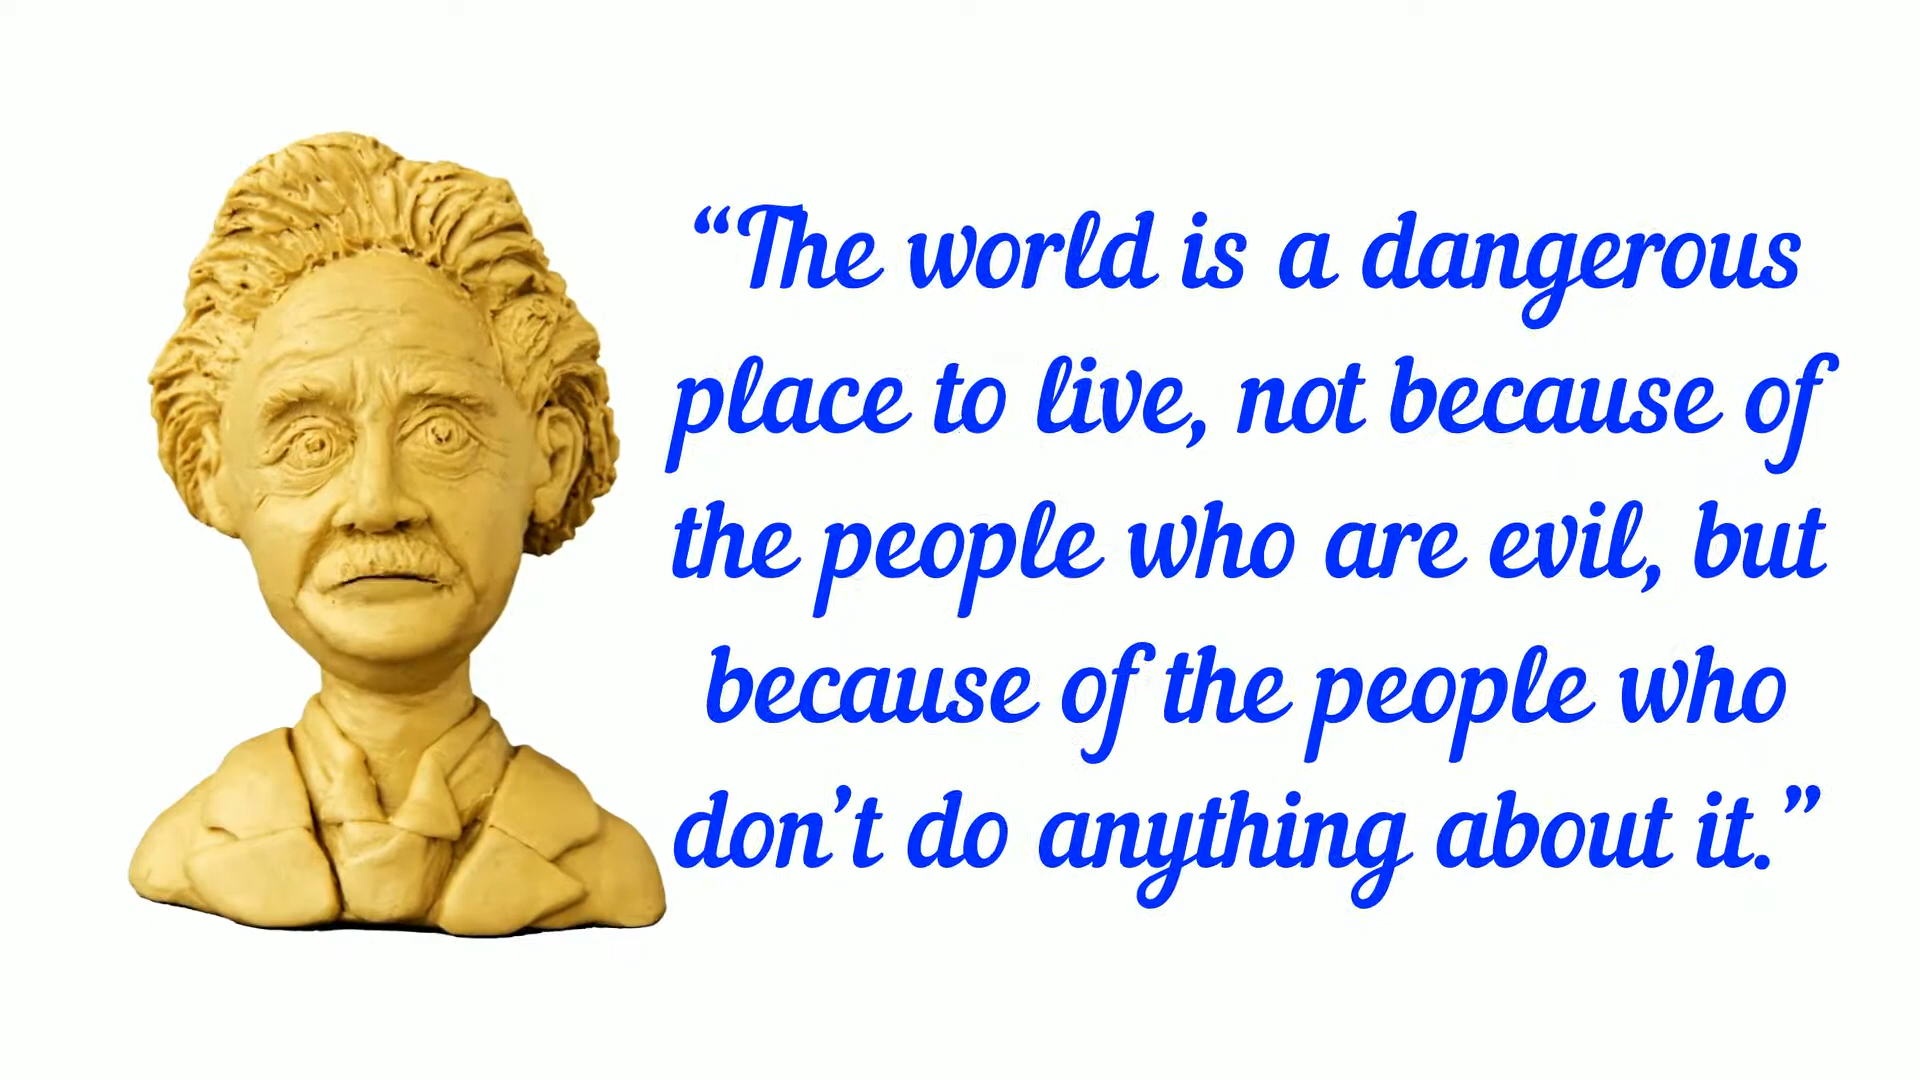 “The world is a dangerous
place to live, not because of
the people who are evil, but
because of the people who
don’t do anything about it.”